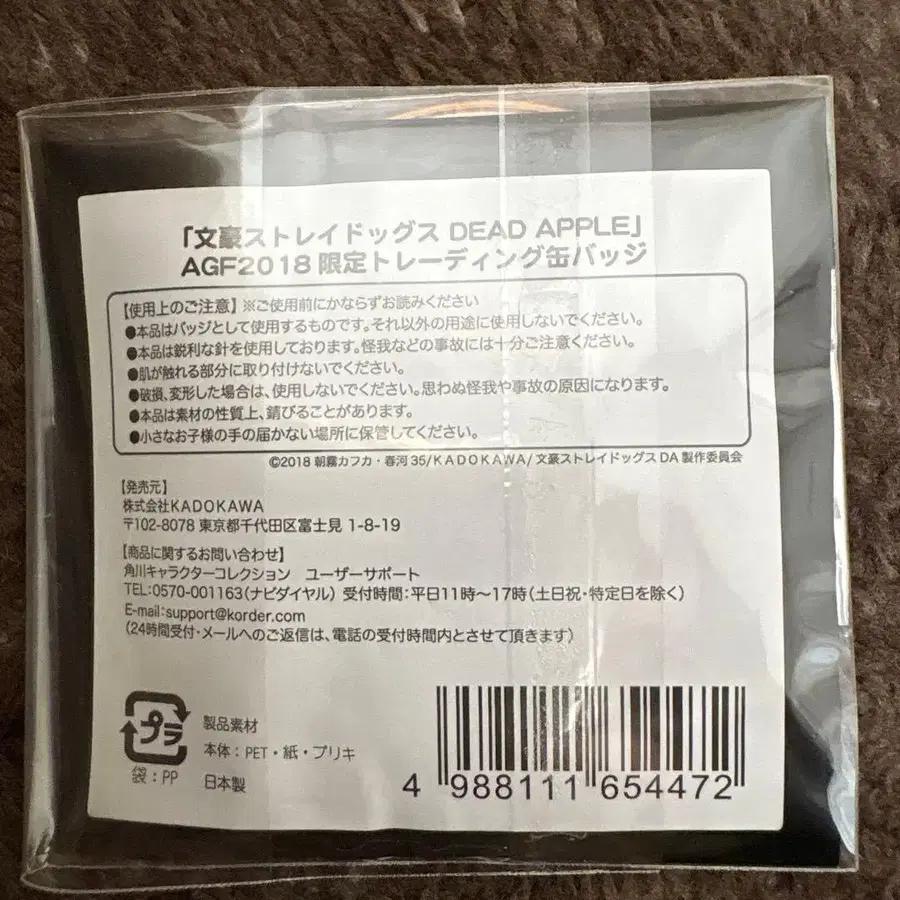 「文豪ストレイドッグス DEAD APPLE」
AGF2018 限定トレーディング缶バッジ
【使用上のご注意】※ご使用前にかならずお読みください
●本品はバッジとして使用するものです。それ以外の用途に使用しないでください。
●本品は鋭利な針を使用しております。怪我などの事故には十分ご注意ください。
●肌が触れる部分に取り付けないでください。
●破損、変形した場合は、使用しないでください。思わぬ怪我や事故の原因になります。
●本品は素材の性質上、錆びることがあります。
●小さなお子様の手の届かない場所に保管してください。
©2018 朝霧カフカ・春河35/KADOKAWA/文豪ストレイドッグスDA製作委員会
【発売元】
株式会社KADOKAWA
〒102-8078 東京都千代田区富士見 1-8-19
【商品に関するお問い合わせ】
角川キャラクターコレクション ユーザーサポート
TEL:0570-001163(ナビダイヤル) 受付時間:平日11時～17時(土日祝・特定日を除く)
E-mail:support@korder.com
(24時間受付・メールへのご返信は、電話の受付時間内とさせて頂きます)
プラ
袋：PP
製品素材
本体：PET・紙・ブリキ
日本製
4 988111 654472